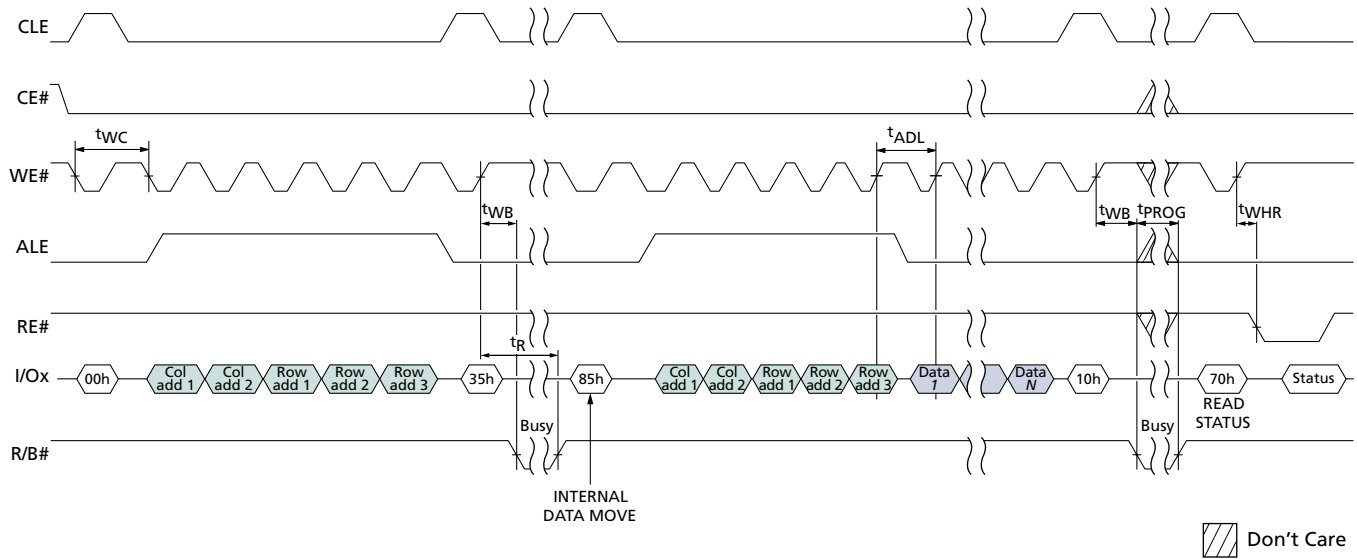 CLE
CE#
tWC
tADL
WE#
tWB
tWB
tPROG
tWHR
ALE
RE#
tR
I/Ox
00h
Col add 1
Col add 2
Row add 1
Row add 2
Row add 3
35h
85h
Col add 1
Col add 2
Row add 1
Row add 2
Row add 3
Data 1
Data N
10h
70h
Status
READ STATUS
Busy
Busy
R/B#
INTERNAL
DATA MOVE
Don't Care